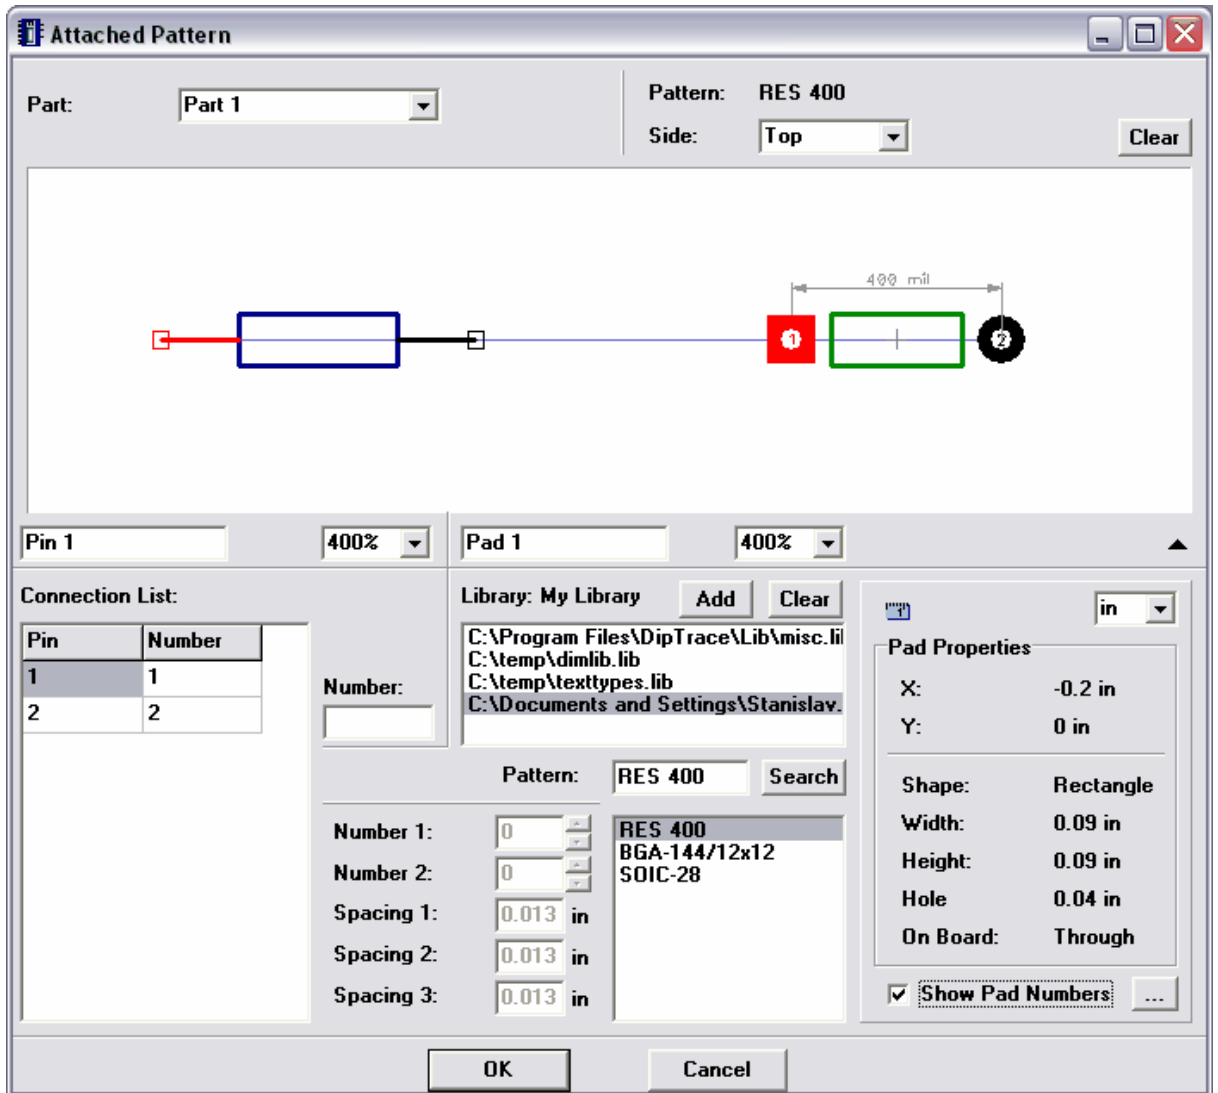 Attached Pattern
Part: Part 1
Pattern: RES 400
Side: Top Clear
400 mil
1 2
Pin 1 400% Pad 1 400%
Connection List:
Pin Number
1 1
2 2
Number:
Library: My Library Add Clear
C:\Program Files\DipTrace\Lib\misc.lil
C:\temp\dimlib.lib
C:\temp\texttypes.lib
C:\Documents and Settings\Stanislav.
Pattern: RES 400 Search
Number 1: 0
Number 2: 0
Spacing 1: 0.013 in
Spacing 2: 0.013 in
Spacing 3: 0.013 in
RES 400
BGA-144/12x12
SOIC-28
in
Pad Properties
X: -0.2 in
Y: 0 in
Shape: Rectangle
Width: 0.09 in
Height: 0.09 in
Hole 0.04 in
On Board: Through
Show Pad Numbers ...
OK Cancel